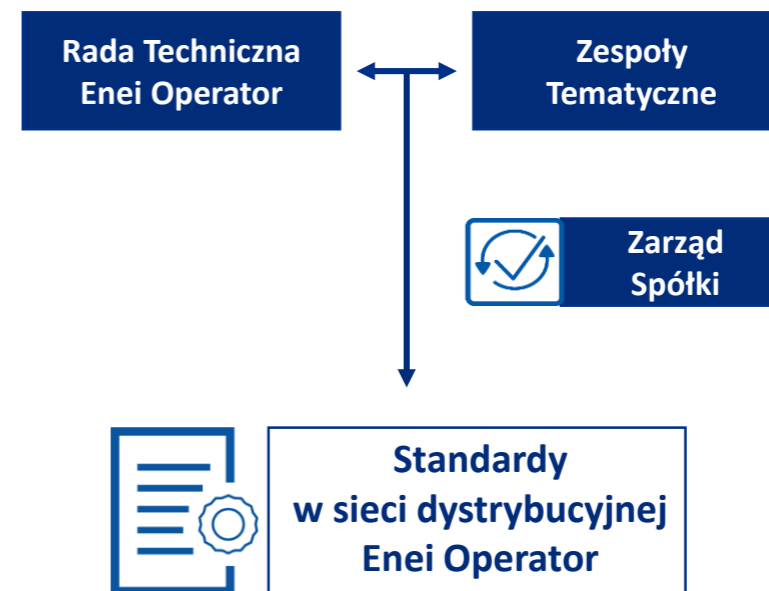 Rada Techniczna
Enei Operator
Zespoły
Tematyczne
Zarząd
Spółki
Standardy
w sieci dystrybucyjnej
Enei Operator